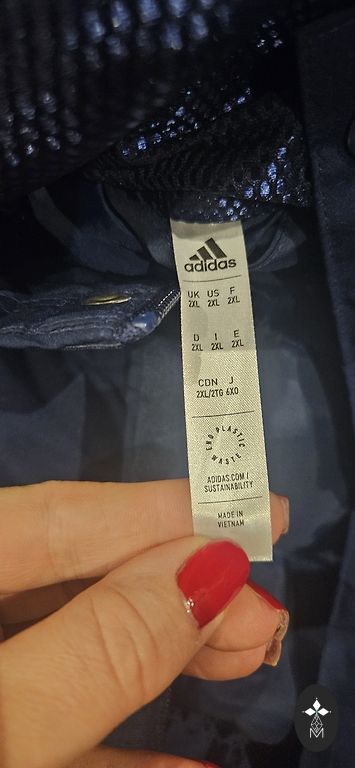 adidas
UK US F
2XL 2XL 2XL
D I E
2XL 2XL 2XL
CDN J
2XL/2TG 6XO
END PLASTIC WASTE
ADIDAS.COM/
SUSTAINABILITY
MADE IN
VIETNAM
M